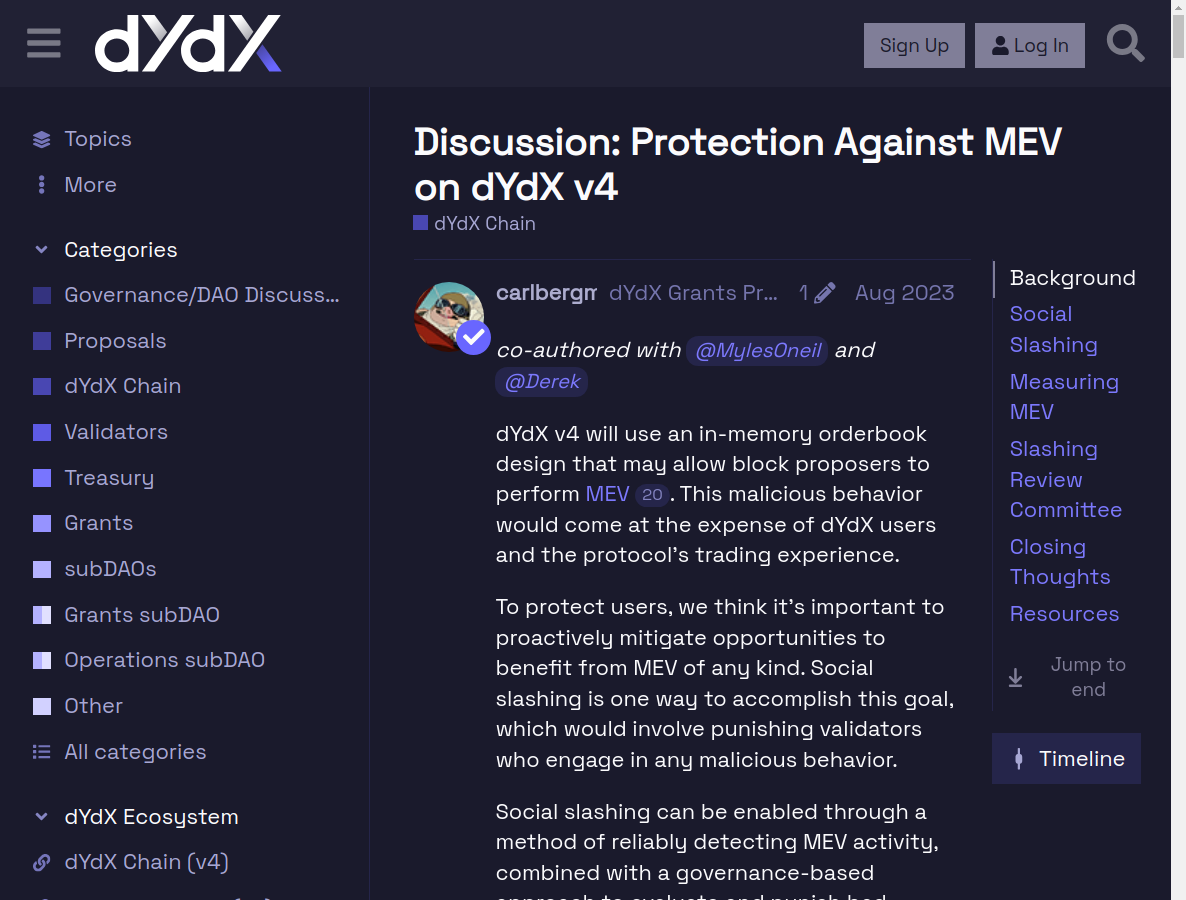 dYdX
Sign Up
Log In
Topics
More
Categories
Governance/DAO Discuss...
Proposals
dYdX Chain
Validators
Treasury
Grants
subDAOs
Grants subDAO
Operations subDAO
Other
All categories
dYdX Ecosystem
dYdX Chain (v4)
Discussion: Protection Against MEV
on dYdX v4
dYdX Chain
carlbergm dYdX Grants Pr... 1 Aug 2023
co-authored with @MylesOneil and
@Derek
dYdX v4 will use an in-memory orderbook
design that may allow block proposers to
perform MEV 20. This malicious behavior
would come at the expense of dYdX users
and the protocol's trading experience.
To protect users, we think it's important to
proactively mitigate opportunities to
benefit from MEV of any kind. Social
slashing is one way to accomplish this goal,
which would involve punishing validators
who engage in any malicious behavior.
Social slashing can be enabled through a
method of reliably detecting MEV activity,
combined with a governance-based
approach to evaluate and punish bad
Background
Social
Slashing
Measuring
MEV
Slashing
Review
Committee
Closing
Thoughts
Resources
Jump to
end
Timeline